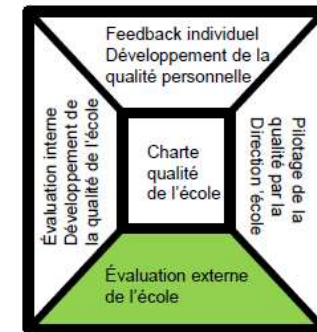 Feedback individuel
Développement de la
qualité personnelle
Évaluation interne
Développement de
la qualité de l'école
Charte
qualité
de l'école
Pilotage de la
qualité par la
Direction 'école
Évaluation externe
de l'école